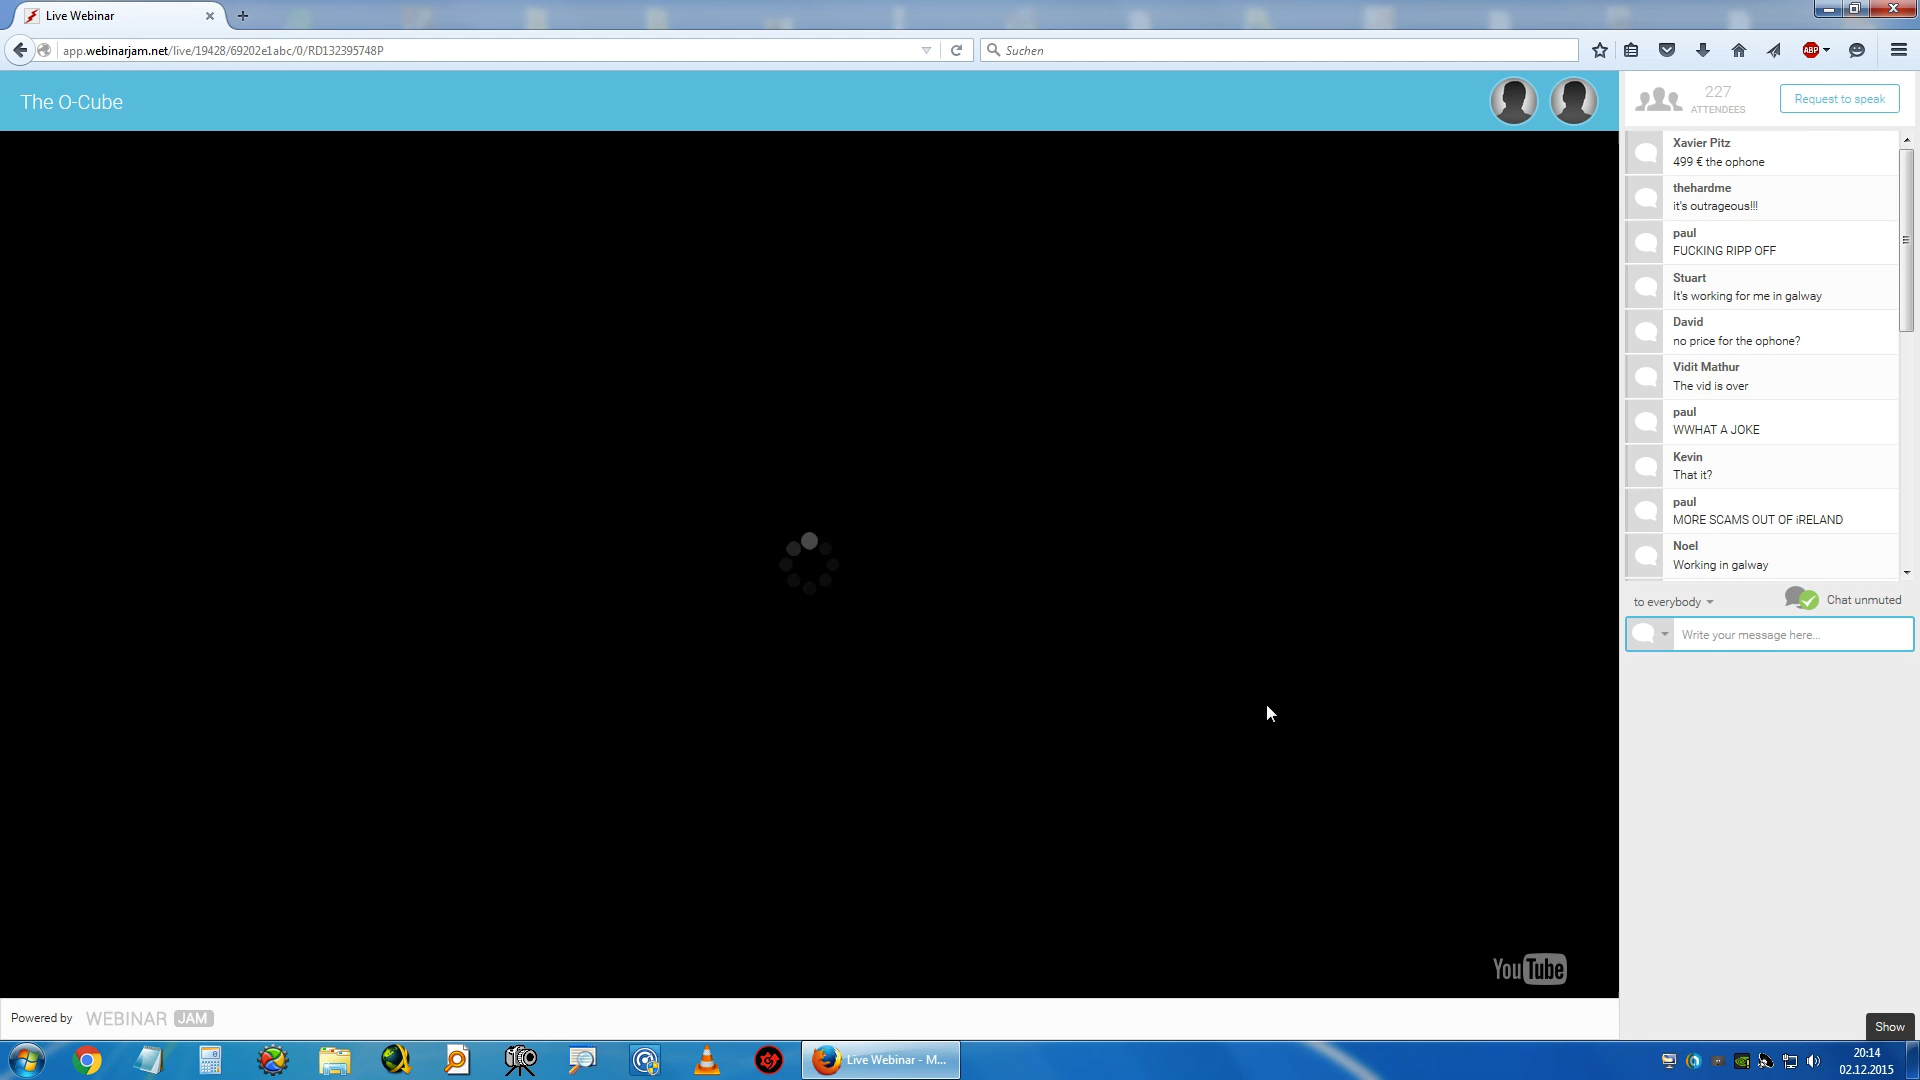 Live Webinar
app.webinarjam.net/live/19428/69202e1abc/0/RD132395748P
Suchen
ABP
The O-Cube
227
ATTENDEES
Request to speak
Xavier Pitz
499 € the ophone
thehardme
it's outrageous!!!
paul
FUCKING RIPP OFF
Stuart
It's working for me in galway
David
no price for the ophone?
Vidit Mathur
The vid is over
paul
WWHAT A JOKE
Kevin
That it?
paul
MORE SCAMS OUT OF iRELAND
Noel
Working in galway
to everybody
Chat unmuted
Write your message here...
YouTube
Powered by WEBINAR JAM
Show
Live Webinar - M...
20:14
02.12.2015